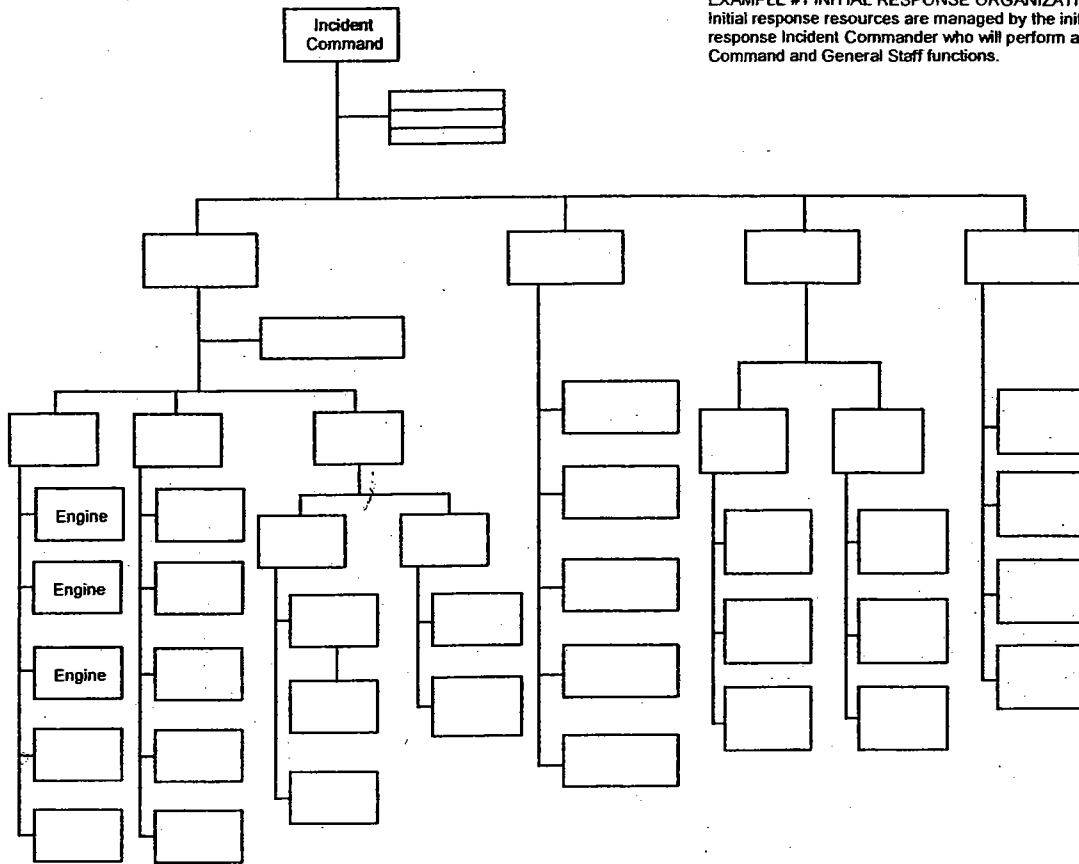 Incident
Command
Initial response resources are managed by the
response Incident Commander who will perform
Command and General Staff functions.
Engine
Engine
Engine